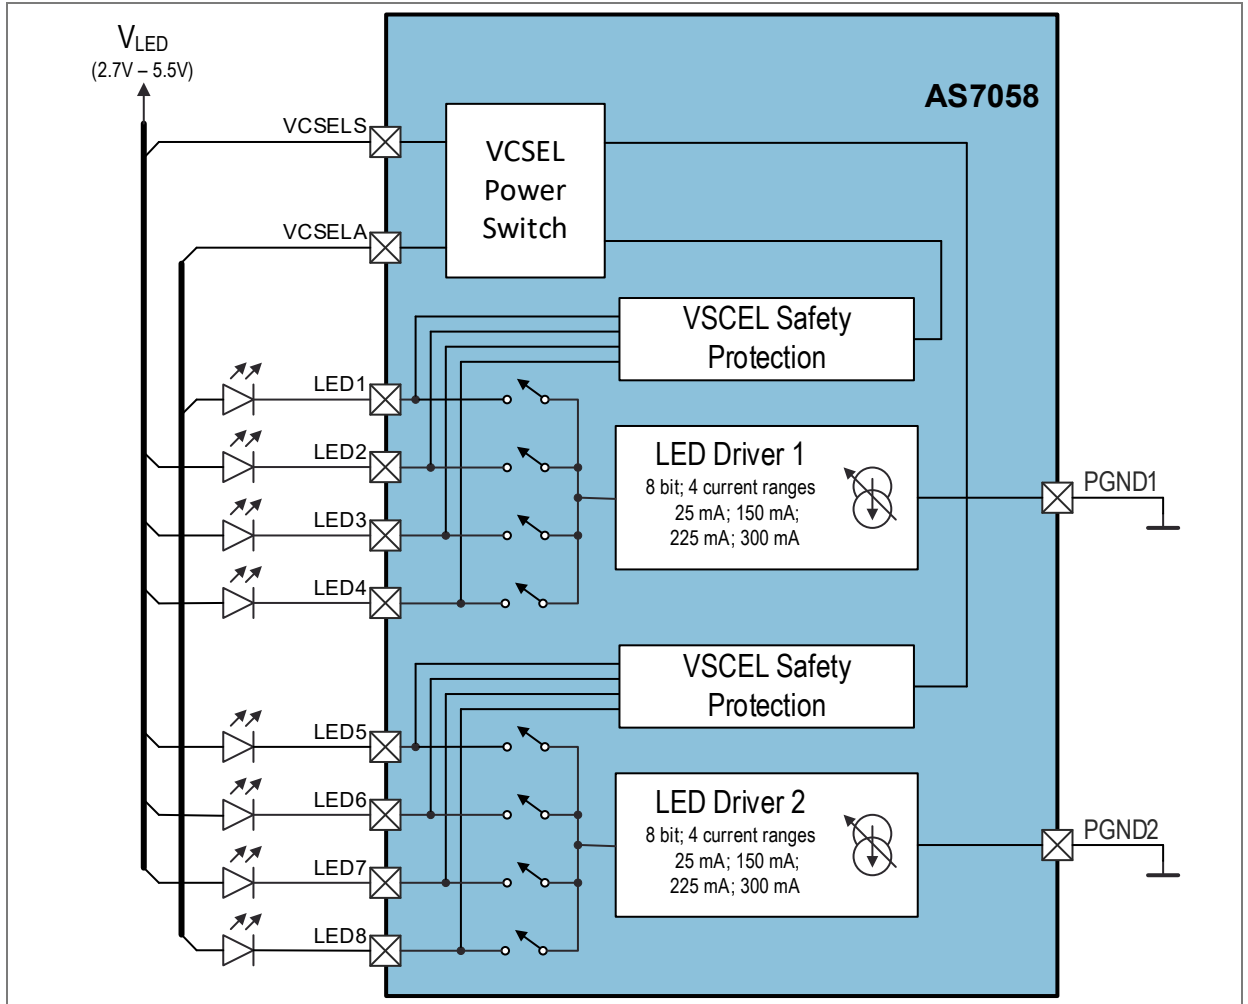 VLED
(2.7V – 5.5V)
AS7058
VCSELS
VCSEL
Power
Switch
VCSELA
VSCEL Safety
Protection
LED1
LED2
LED3
LED4
LED Driver 1
8 bit; 4 current ranges
25 mA; 150 mA;
225 mA; 300 mA
PGND1
VSCEL Safety
Protection
LED5
LED6
LED7
LED8
LED Driver 2
8 bit; 4 current ranges
25 mA; 150 mA;
225 mA; 300 mA
PGND2